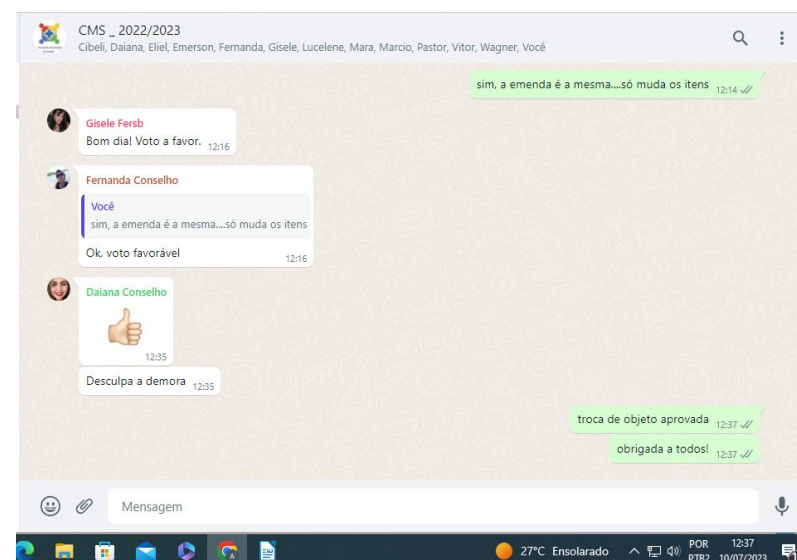 CMS _ 2022/2023
Cibeli, Daiana, Eliel, Emerson, Fernanda, Gisele, Lucelene, Mara, Marcio, Pastor, Vitor, Wagner, Você
sim, a emenda é a mesma....só muda os itens 12:14
Gisele Fersb
Bom dia! Voto a favor. 12:16
Fernanda Conselho
Você
sim, a emenda é a mesma....só muda os itens
Ok, voto favorável 12:16
Daiana Conselho
12:35
Desculpa a demora 12:35
troca de objeto aprovada 12:37
obrigada a todos! 12:37
Mensagem
27°C Ensolarado
POR
PTB2
12:37
10/07/2023